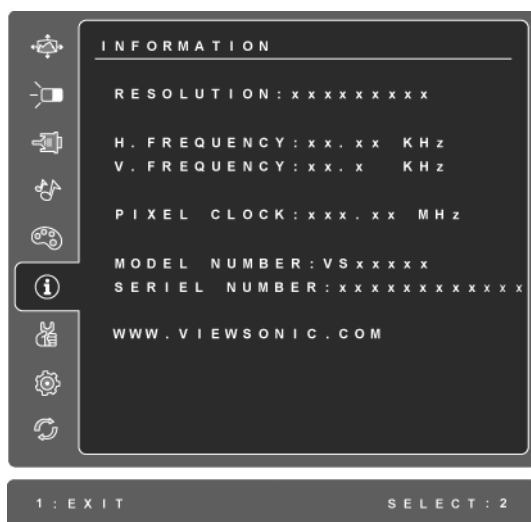 INFORMATION
RESOLUTION:xxxxxxxxx
H.FREQUENCY:xx.xx KHz
V.FREQUENCY:xx.x KHz
PIXEL CLOCK:xxx.xx MHz
MODEL NUMBER:VSxxxxx
SERIEL NUMBER:xxxxxxxxxxxx
WWW.VIEWSONIC.COM
1:EXIT SELECT:2